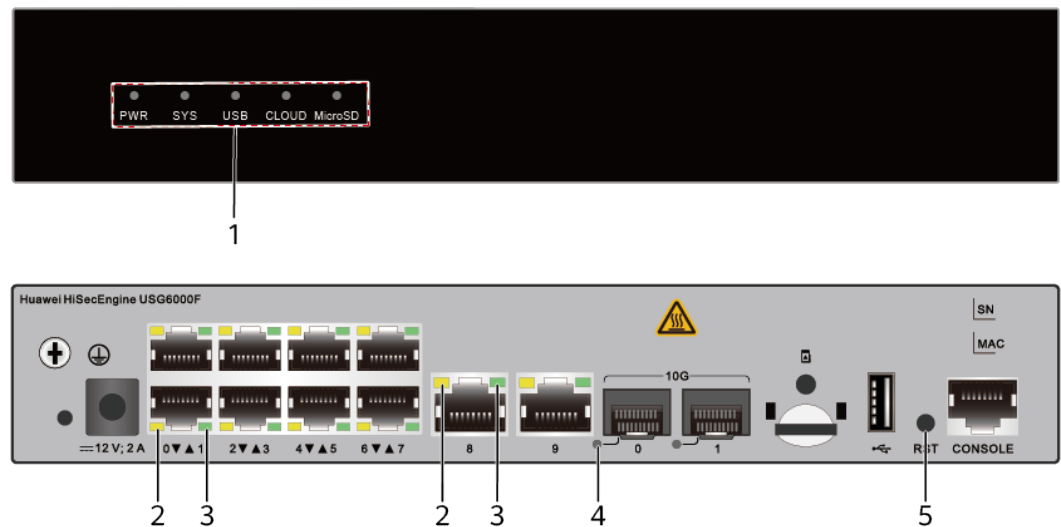 PWR SYS USB CLOUD MicroSD
1
Huawei HiSecEngine USG6000F
SN
MAC
10G
12 V; 2 A 0▼▲1 2▼▲3 4▼▲5 6▼▲7 8 9 0 1 RST CONSOLE
2 3 2 3 4 5